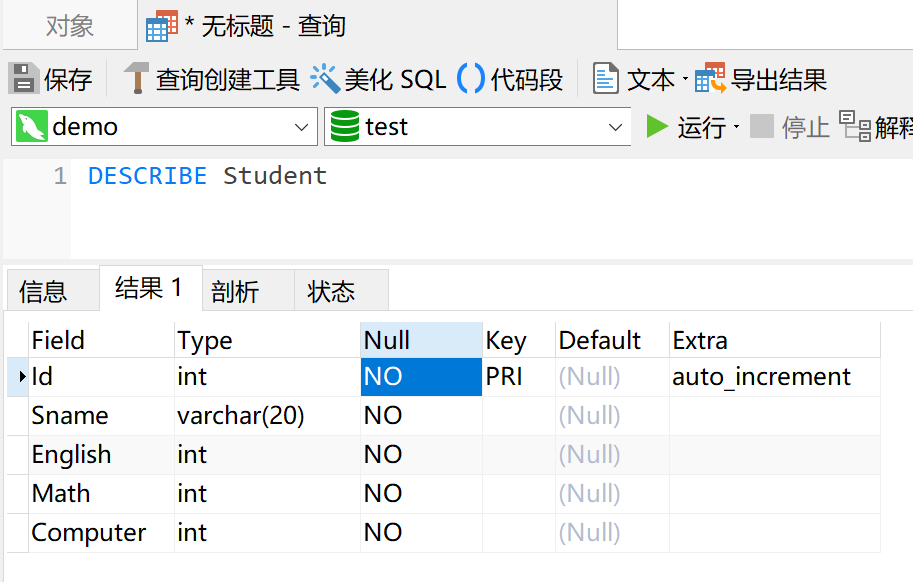 对象 * 无标题 - 查询
保存 查询创建工具 美化 SQL () 代码段 文本 导出结果
demo test 运行 停止 解释
1 DESCRIBE Student
信息 结果 1 剖析 状态
Field Type Null Key Default Extra
Id int NO PRI (Null) auto_increment
Sname varchar(20) NO (Null)
English int NO (Null)
Math int NO (Null)
Computer int NO (Null)